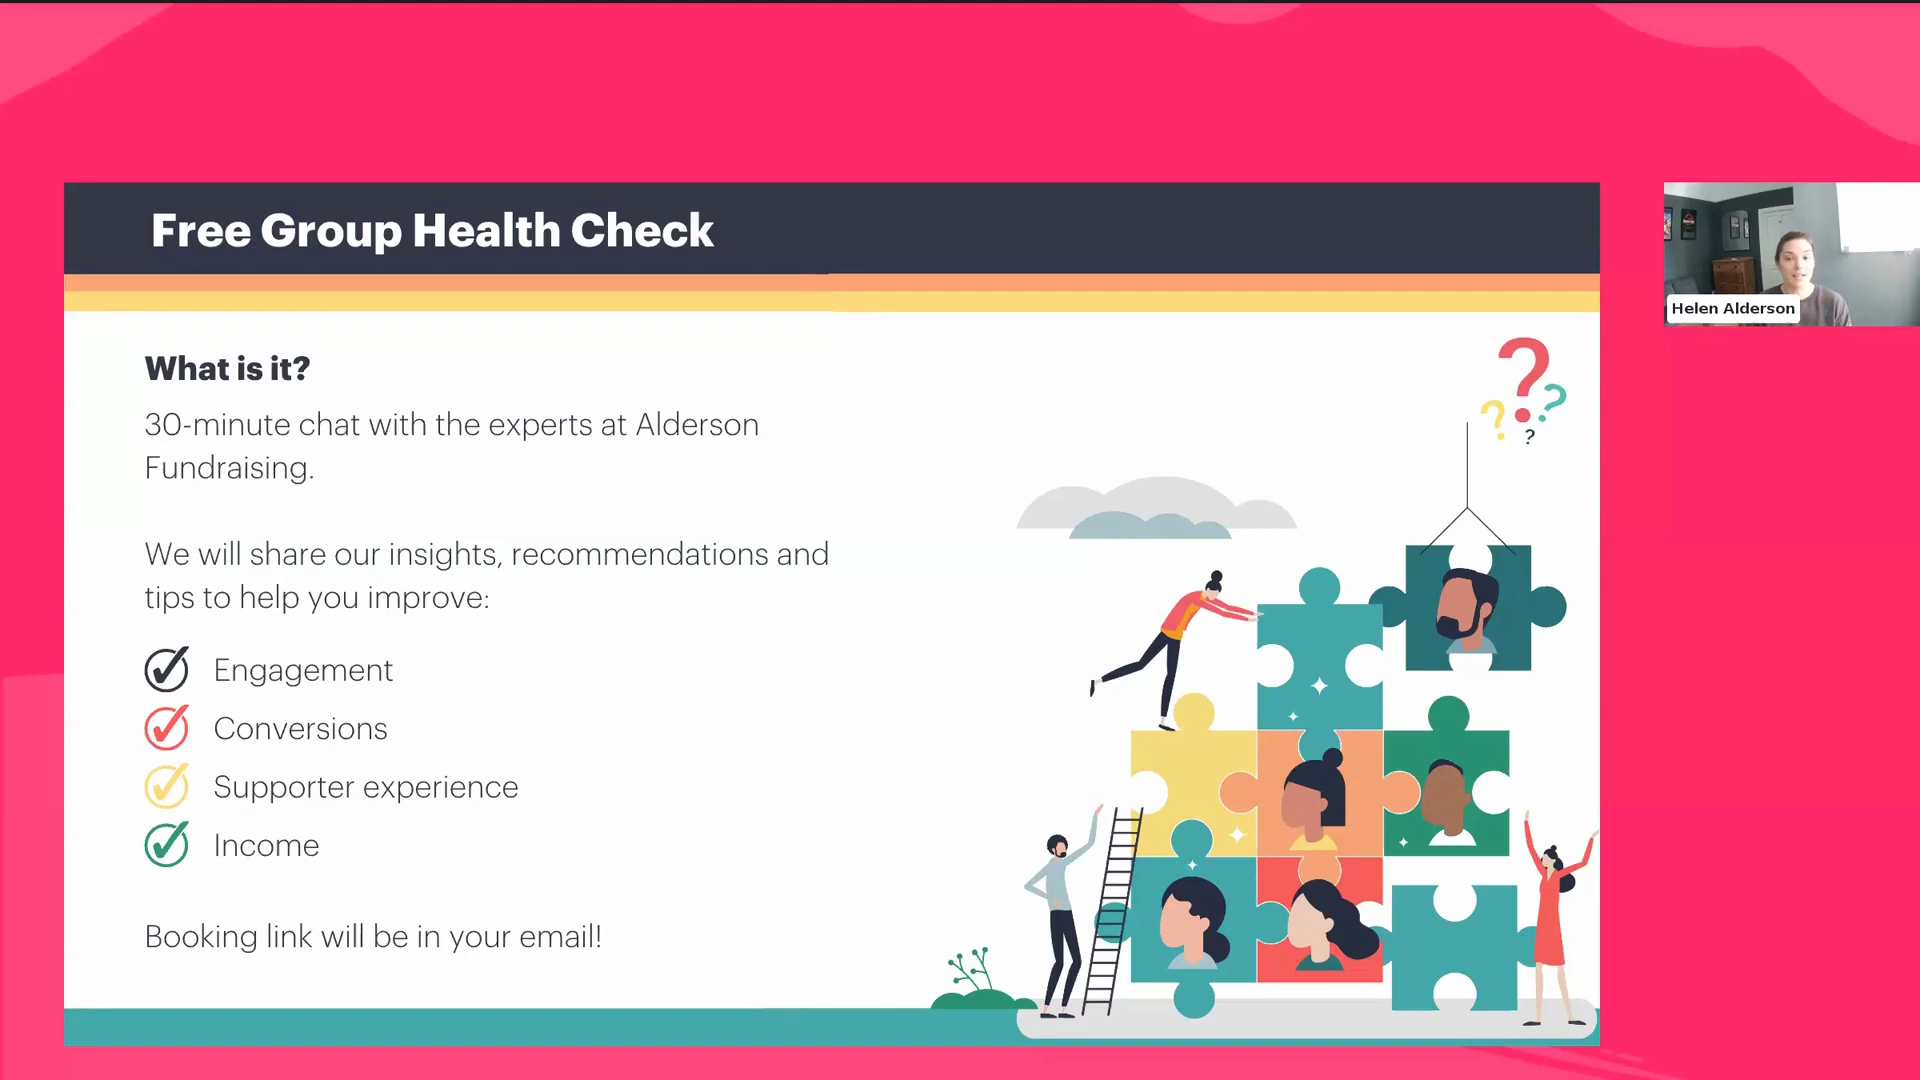 Free Group Health Check
What is it?
30-minute chat with the experts at Alderson
Fundraising.
We will share our insights, recommendations and
tips to help you improve:
Engagement
Conversions
Supporter experience
Income
Booking link will be in your email!
Helen Alderson
? ? ? ?